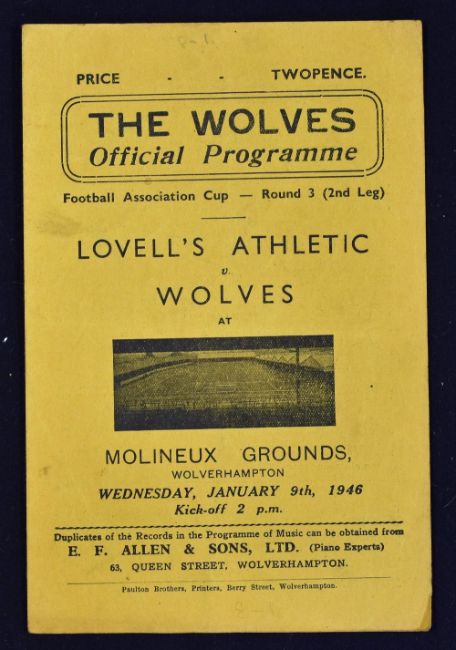 PRICE - - TWOPENCE.
THE WOLVES
Official Programme
Football Association Cup — Round 3 (2nd Leg)
LOVELL'S ATHLETIC
v.
WOLVES
AT
MOLINEUX GROUNDS,
WOLVERHAMPTON
WEDNESDAY, JANUARY 9th, 1946
Kick-off 2 p.m.
Duplicates of the Records in the Programme of Music can be obtained from
E. F. ALLEN & SONS, LTD. (Piano Experts)
63, QUEEN STREET, WOLVERHAMPTON.
Paulton Brothers, Printers, Berry Street, Wolverhampton.